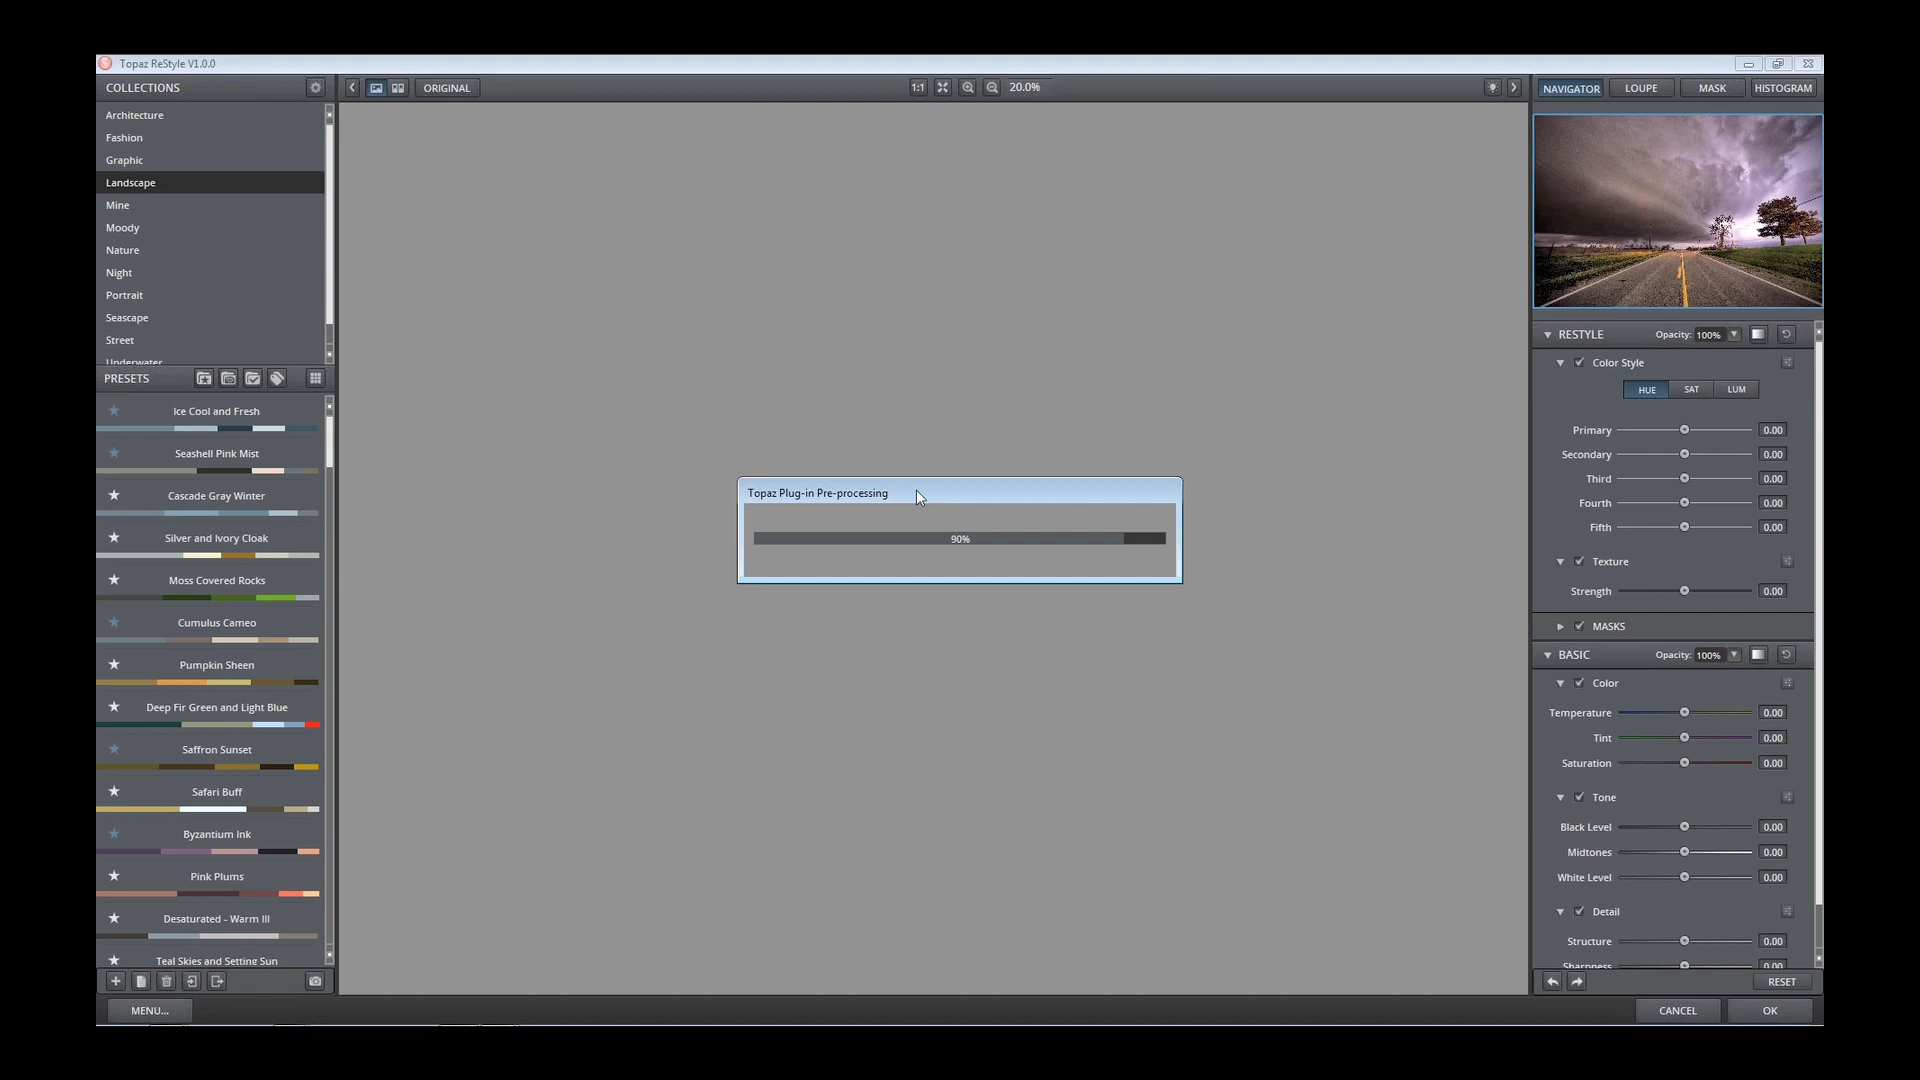 Topaz ReStyle V1.0.0
COLLECTIONS
ORIGINAL
1:1
20.0%
NAVIGATOR
LOUPE
MASK
HISTOGRAM
Architecture
Fashion
Graphic
Landscape
Mine
Moody
Nature
Night
Portrait
Seascape
Street
Underwater
PRESETS
Ice Cool and Fresh
Seashell Pink Mist
Cascade Gray Winter
Silver and Ivory Cloak
Moss Covered Rocks
Cumulus Cameo
Pumpkin Sheen
Deep Fir Green and Light Blue
Saffron Sunset
Safari Buff
Byzantium Ink
Pink Plums
Desaturated - Warm III
Teal Skies and Setting Sun
MENU...
Topaz Plug-in Pre-processing
90%
RESTYLE Opacity: 100%
Color Style
HUE SAT LUM
Primary 0.00
Secondary 0.00
Third 0.00
Fourth 0.00
Fifth 0.00
Texture
Strength 0.00
MASKS
BASIC Opacity: 100%
Color
Temperature 0.00
Tint 0.00
Saturation 0.00
Tone
Black Level 0.00
Midtones 0.00
White Level 0.00
Detail
Structure 0.00
Sharpness 0.00
RESET
CANCEL
OK